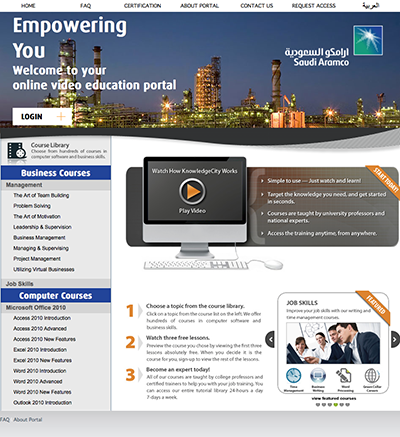 HOME FAQ CERTIFICATION ABOUT PORTAL CONTACT US REQUEST ACCESS العربية
Empowering
You
Welcome to your
online video education portal
ارامكو السعودية
Saudi Aramco
LOGIN +
Course Library
Choose from hundreds of courses in
computer software and business skills.
Business Courses
Management
The Art of Team Building
Problem Solving
The Art of Motivation
Leadership & Supervision
Business Management
Managing & Supervising
Project Management
Utilizing Virtual Businesses
Job Skills
Computer Courses
Microsoft Office 2010
Access 2010 Introduction
Access 2010 Advanced
Access 2010 New Features
Excel 2010 Introduction
Excel 2010 New Features
Word 2010 Introduction
Word 2010 Advanced
Word 2010 New Features
Outlook 2010 Introduction
Watch How KnowledgeCity Works
Play Video
START TODAY!
Simple to use — Just watch and learn!
Target the knowledge you need, and get started
in seconds.
Courses are taught by university professors and
national experts.
Access the training anytime, from anywhere.
1 Choose a topic from the course library.
Click on a topic from the course list on the left; We offer
hundreds of courses in computer software and
business skills.
2 Watch three free lessons.
Preview the course you chose by viewing the first three
lessons absolutely free. When you decide it is the
course for you, sign-up to view the rest of the lessons.
3 Become an expert today!
All of our courses are taught by college professors and
certified trainers to help you with your job training. You
can access our entire tutorial library 24-hours a day
7-days a week.
FEATURED
JOB SKILLS
Improve your job skills with our writing and
time management courses.
Time
Management
Business
Writing
Word
Processing
Green Collar
Careers
view featured courses
FAQ About Portal